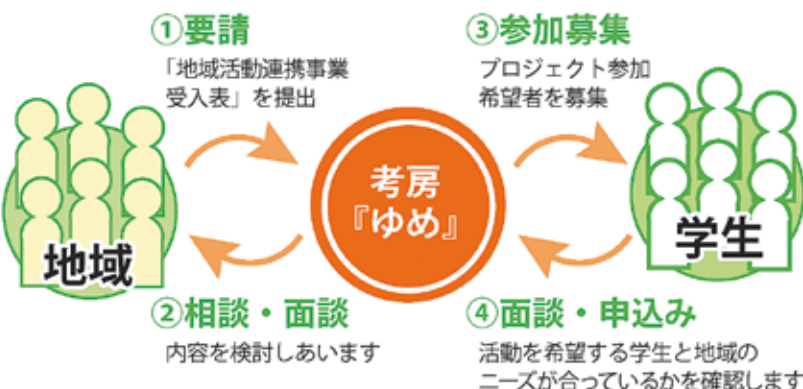 ①要請
「地域活動連携事業
受入表」を提出
③参加募集
プロジェクト参加
希望者を募集
地域
考房
『ゆめ』
学生
②相談・面談
内容を検討しあいます
④面談・申込み
活動を希望する学生と地域の
ニーズが合っているかを確認します